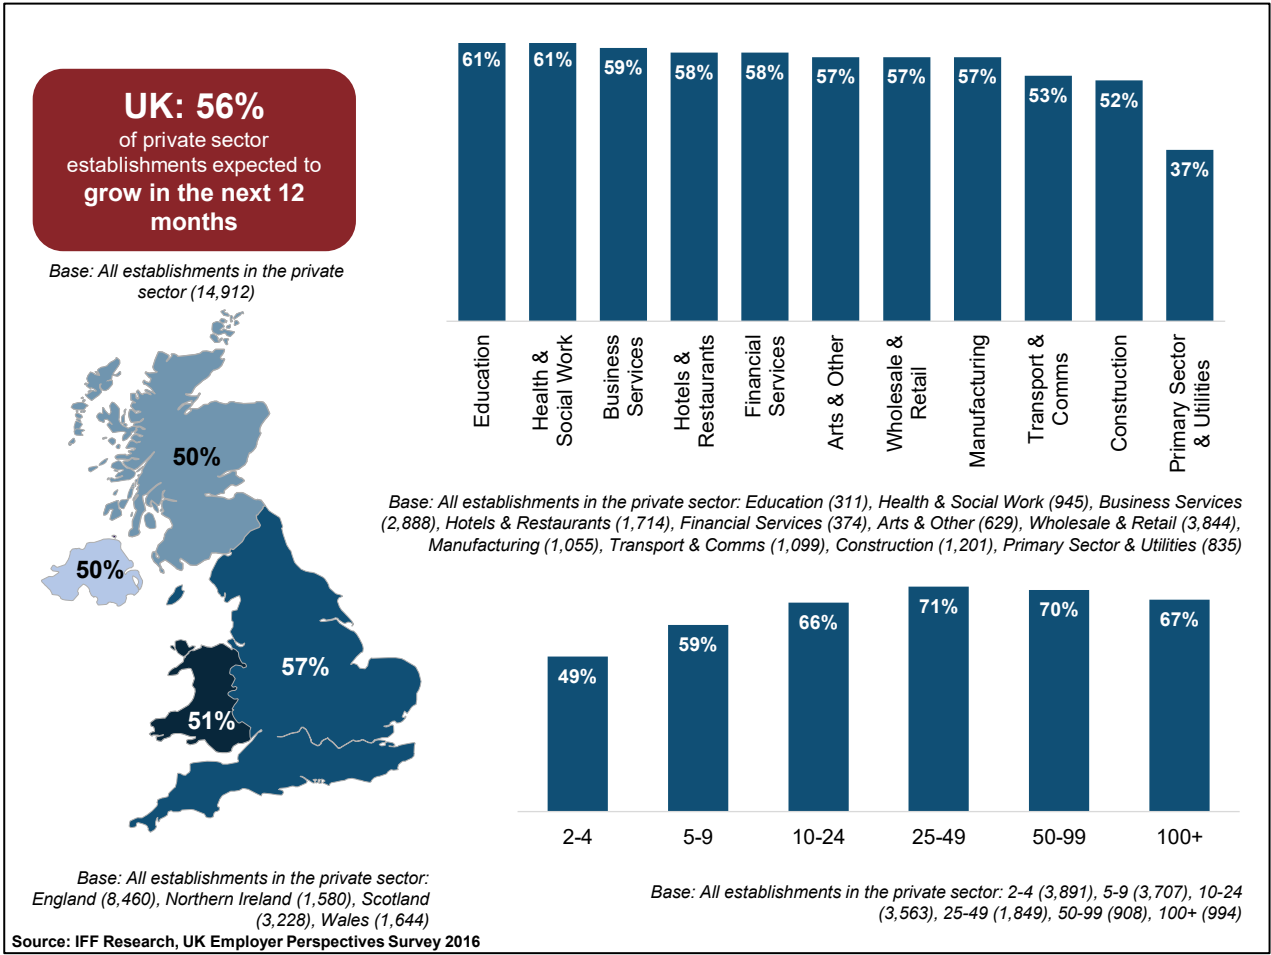 UK: 56%
of private sector
establishments expected to
grow in the next 12
months
Base: All establishments in the private
sector (14,912)
50%
50%
57%
51%
Base: All establishments in the private sector:
England (8,460), Northern Ireland (1,580), Scotland
(3,228), Wales (1,644)
61%
61%
59%
58%
58%
57%
57%
57%
53%
52%
37%
Education
Health &
Social Work
Business
Services
Hotels &
Restaurants
Financial
Services
Arts & Other
Wholesale &
Retail
Manufacturing
Transport &
Comms
Construction
Primary Sector
& Utilities
Base: All establishments in the private sector: Education (311), Health & Social Work (945), Business Services
(2,888), Hotels & Restaurants (1,714), Financial Services (374), Arts & Other (629), Wholesale & Retail (3,844),
Manufacturing (1,055), Transport & Comms (1,099), Construction (1,201), Primary Sector & Utilities (835)
49%
59%
66%
71%
70%
67%
2-4
5-9
10-24
25-49
50-99
100+
Base: All establishments in the private sector: 2-4 (3,891), 5-9 (3,707), 10-24
(3,563), 25-49 (1,849), 50-99 (908), 100+ (994)
Source: IFF Research, UK Employer Perspectives Survey 2016